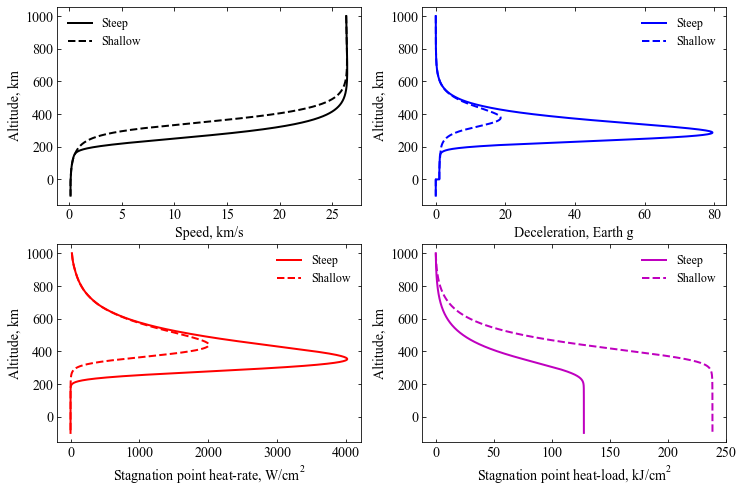 1000
800
600
400
200
0
Altitude, km
Steep
Shallow
0 5 10 15 20 25
Speed, km/s
1000
800
600
400
200
0
Altitude, km
Steep
Shallow
0 20 40 60 80
Deceleration, Earth g
1000
800
600
400
200
0
Altitude, km
Steep
Shallow
0 1000 2000 3000 4000
Stagnation point heat-rate, W/cm²
1000
800
600
400
200
0
Altitude, km
Steep
Shallow
0 50 100 150 200 250
Stagnation point heat-load, kJ/cm²